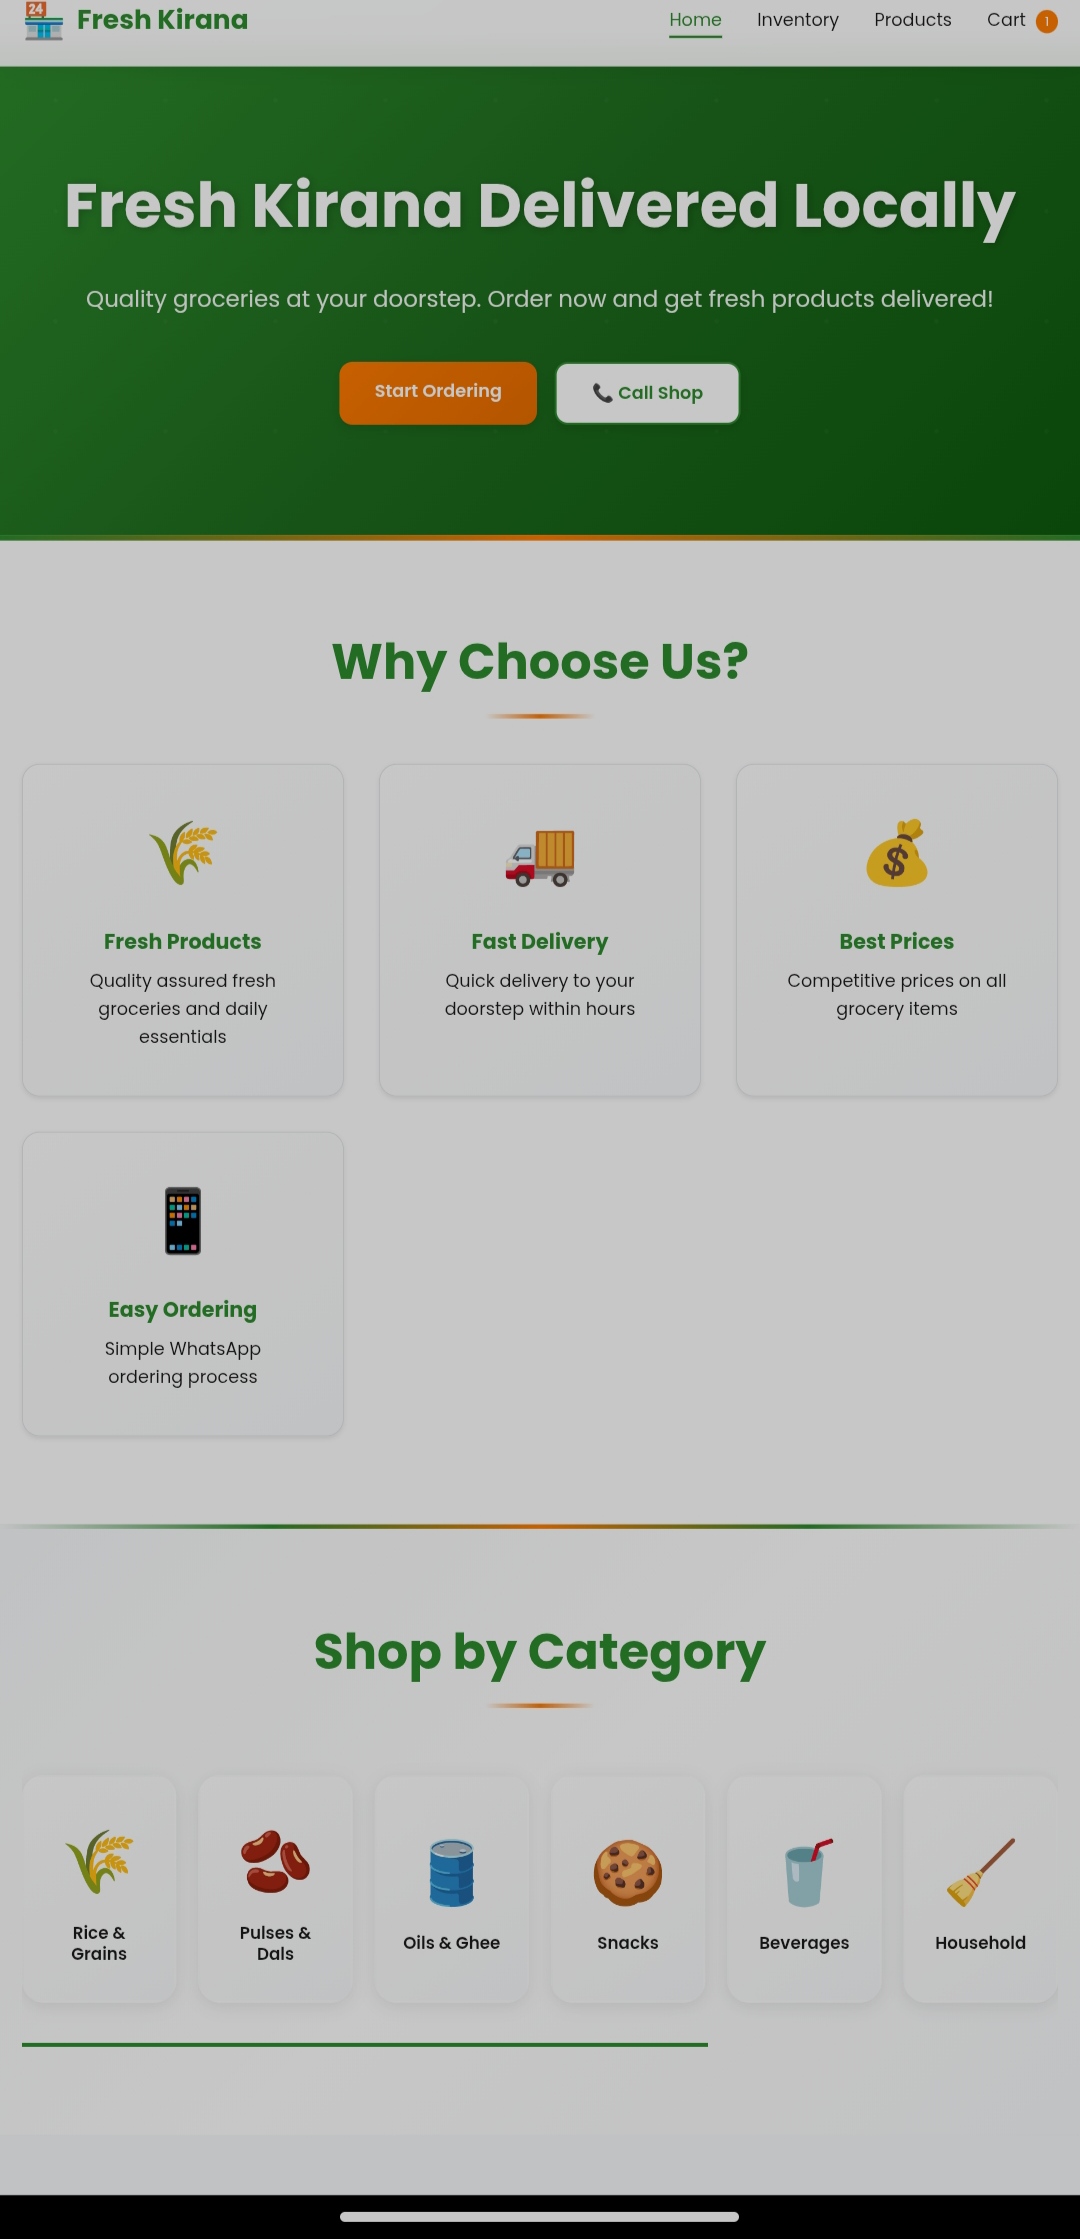 24
Fresh Kirana
Home Inventory Products Cart 1
Fresh Kirana Delivered Locally
Quality groceries at your doorstep. Order now and get fresh products delivered!
Start Ordering
Call Shop
Why Choose Us?
Fresh Products
Quality assured fresh
groceries and daily
essentials
Fast Delivery
Quick delivery to your
doorstep within hours
$
Best Prices
Competitive prices on all
grocery items
Easy Ordering
Simple WhatsApp
ordering process
Shop by Category
Rice &
Grains
Pulses &
Dals
Oils & Ghee
Snacks
Beverages
Household